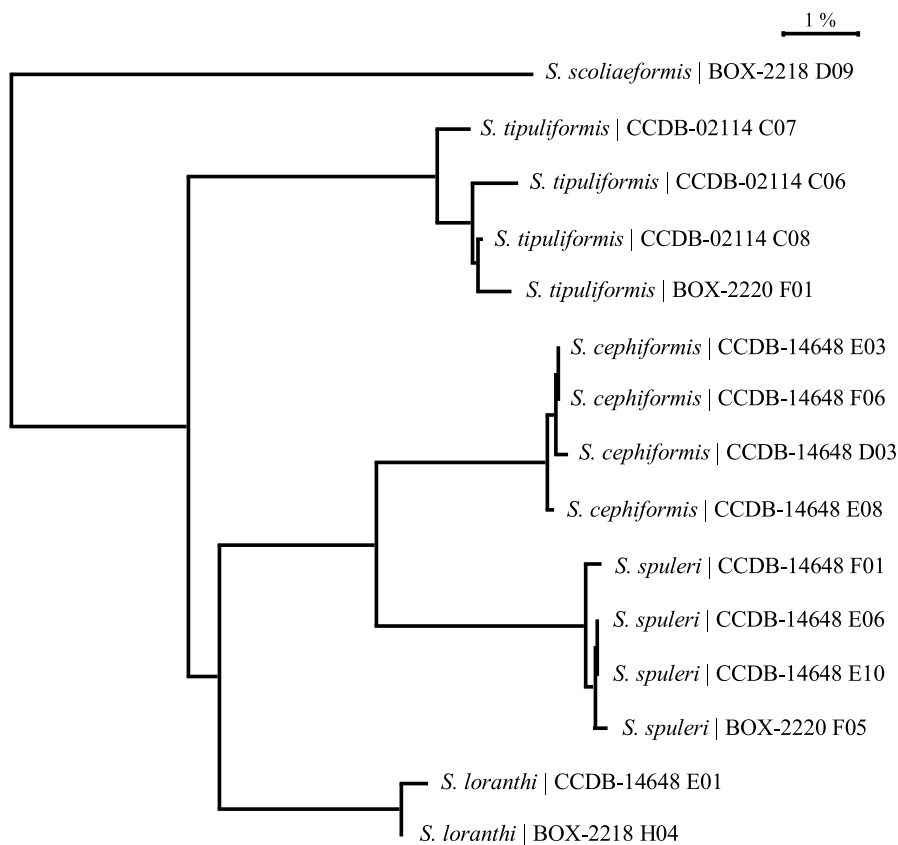 1 %
S. scoliaeformis | BOX-2218 D09
S. tipuliformis | CCDB-02114 C07
S. tipuliformis | CCDB-02114 C06
S. tipuliformis | CCDB-02114 C08
S. tipuliformis | BOX-2220 F01
S. cephiformis | CCDB-14648 E03
S. cephiformis | CCDB-14648 F06
S. cephiformis | CCDB-14648 D03
S. cephiformis | CCDB-14648 E08
S. spuleri | CCDB-14648 F01
S. spuleri | CCDB-14648 E06
S. spuleri | CCDB-14648 E10
S. spuleri | BOX-2220 F05
S. loranthi | CCDB-14648 E01
S. loranthi | BOX-2218 H04